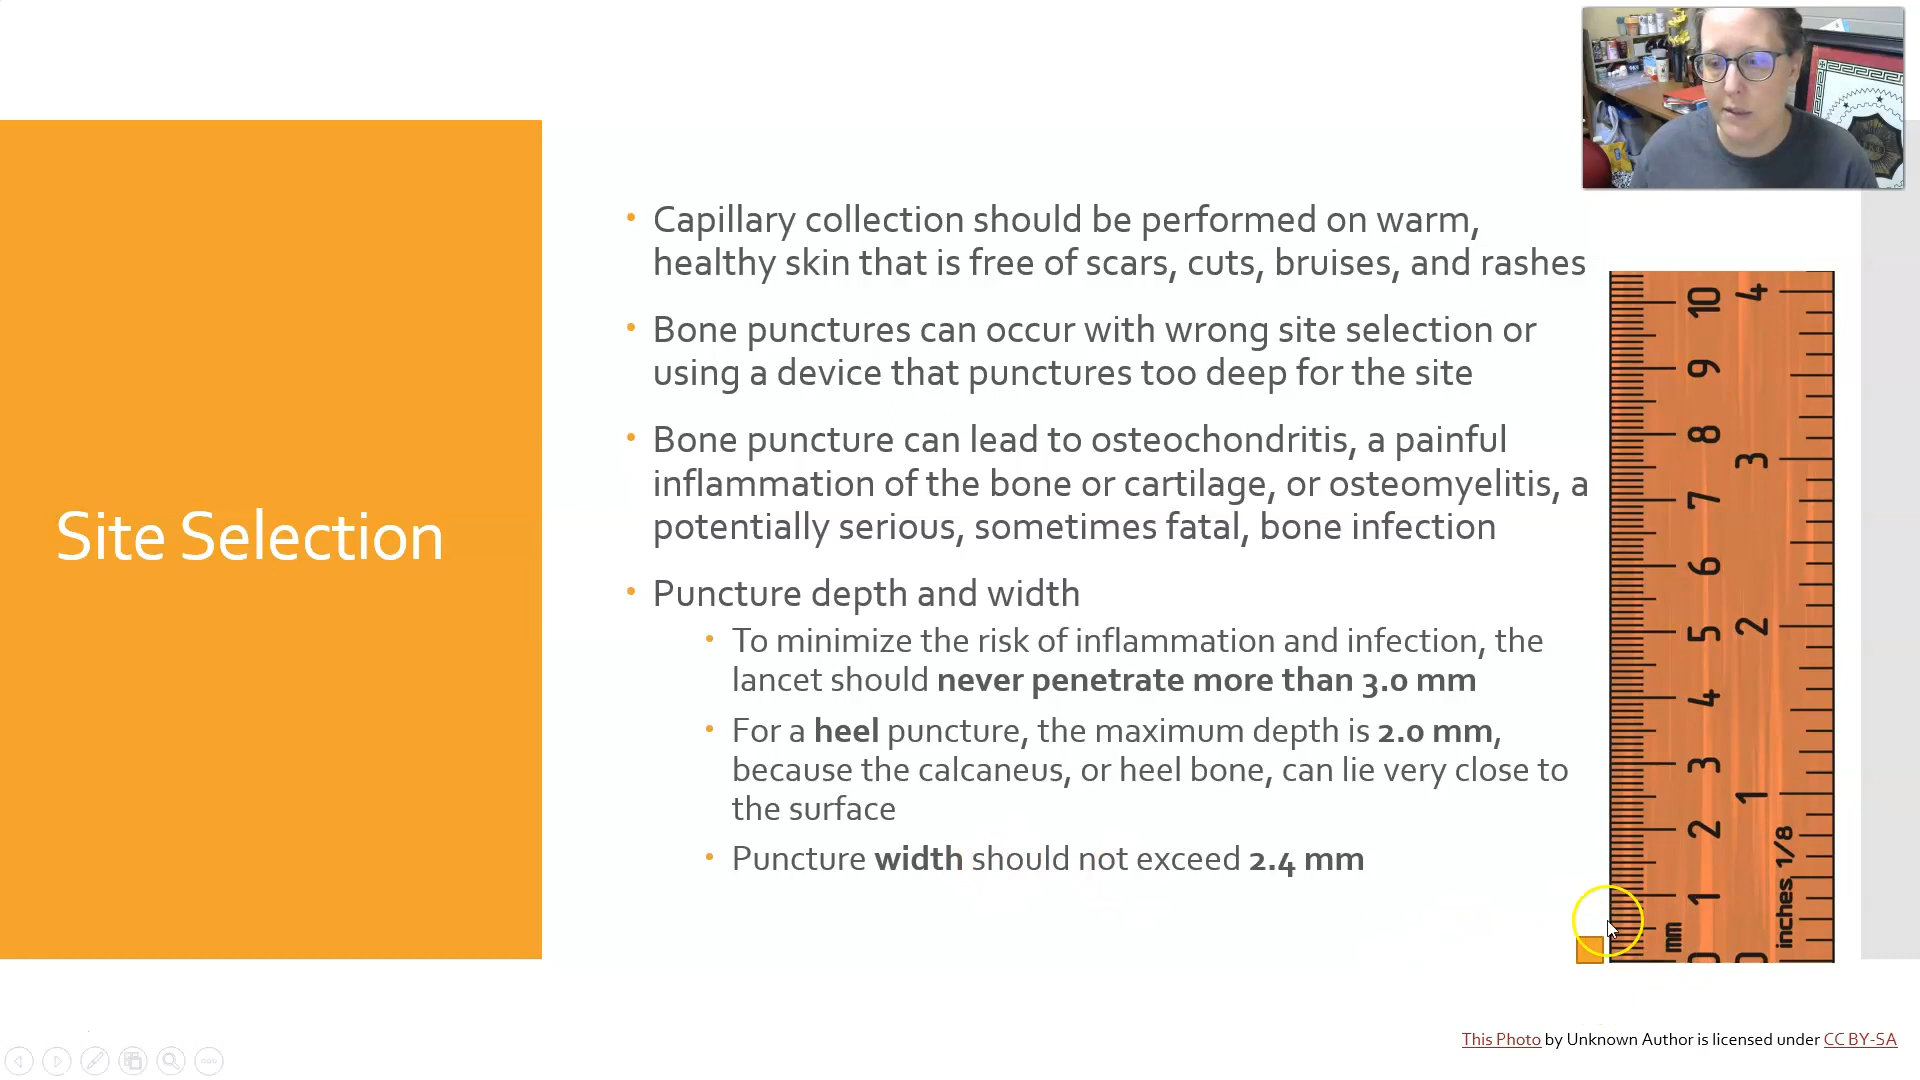 Site Selection
Capillary collection should be performed on warm,
healthy skin that is free of scars, cuts, bruises, and rashes
Bone punctures can occur with wrong site selection or
using a device that punctures too deep for the site
Bone puncture can lead to osteochondritis, a painful
inflammation of the bone or cartilage, or osteomyelitis, a
potentially serious, sometimes fatal, bone infection
Puncture depth and width
To minimize the risk of inflammation and infection, the
lancet should never penetrate more than 3.0 mm
For a heel puncture, the maximum depth is 2.0 mm,
because the calcaneus, or heel bone, can lie very close to
the surface
Puncture width should not exceed 2.4 mm
mm 0 1 2 3 4 5 6 7 8 9 10
inches 1/8 0 1 2 3 4
This Photo by Unknown Author is licensed under CC BY-SA